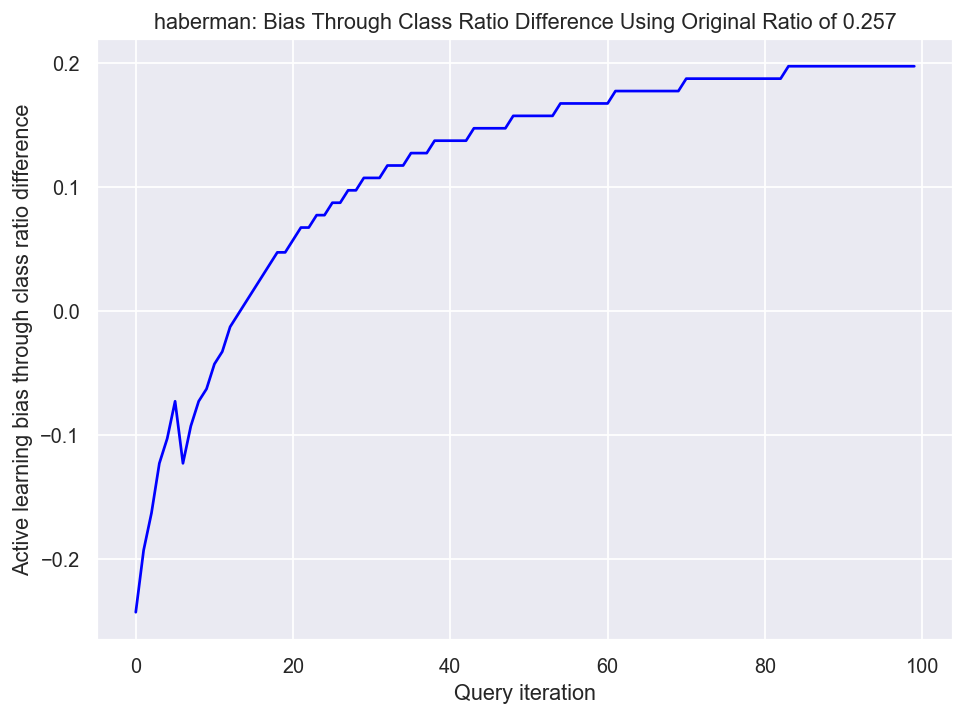 haberman: Bias Through Class Ratio Difference Using Original Ratio of 0.257
Active learning bias through class ratio difference
0.2
0.1
0.0
−0.1
−0.2
0 20 40 60 80 100
Query iteration